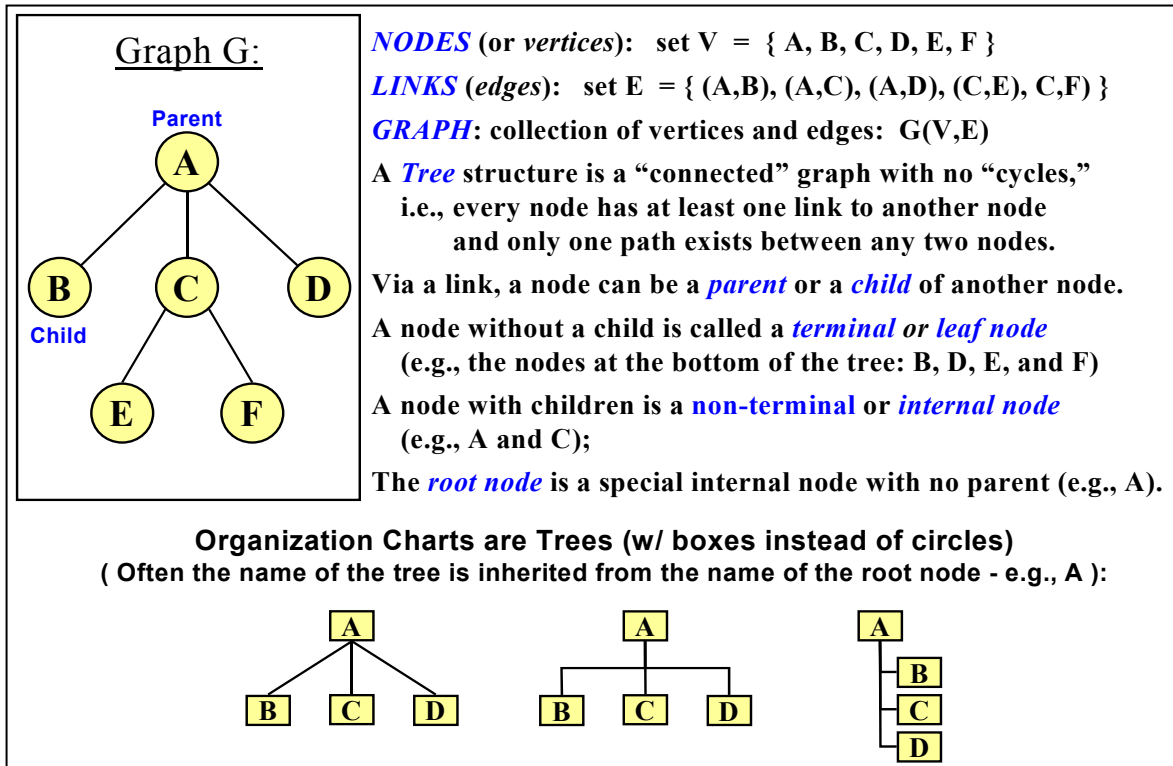 Graph G:
Parent
A
B
C
D
Child
E
F
NODES (or vertices): set V = { A, B, C, D, E, F }
LINKS (edges): set E = { (A,B), (A,C), (A,D), (C,E), C,F) }
GRAPH: collection of vertices and edges: G(V,E)
A Tree structure is a “connected” graph with no “cycles,”
i.e., every node has at least one link to another node
and only one path exists between any two nodes.
Via a link, a node can be a parent or a child of another node.
A node without a child is called a terminal or leaf node
(e.g., the nodes at the bottom of the tree: B, D, E, and F)
A node with children is a non-terminal or internal node
(e.g., A and C);
The root node is a special internal node with no parent (e.g., A).
Organization Charts are Trees (w/ boxes instead of circles)
( Often the name of the tree is inherited from the name of the root node - e.g., A ):
A
B C D
A
B C D
A
B
C
D